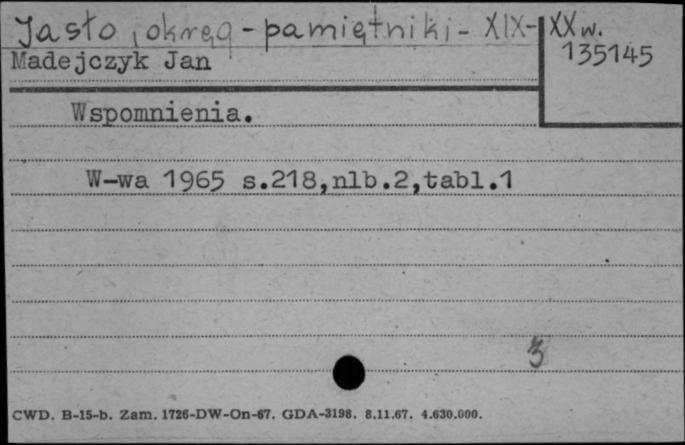 Jasło, okręg - pamiętniki - XIX-XX w.
Madejczyk Jan
135145
Wspomnienia.
W-wa 1965 s.218,nlb.2,tabl.1
3
CWD. B-15-b. Zam. 1726-DW-On-67. GDA-3198. 8.11.67. 4.630.000.